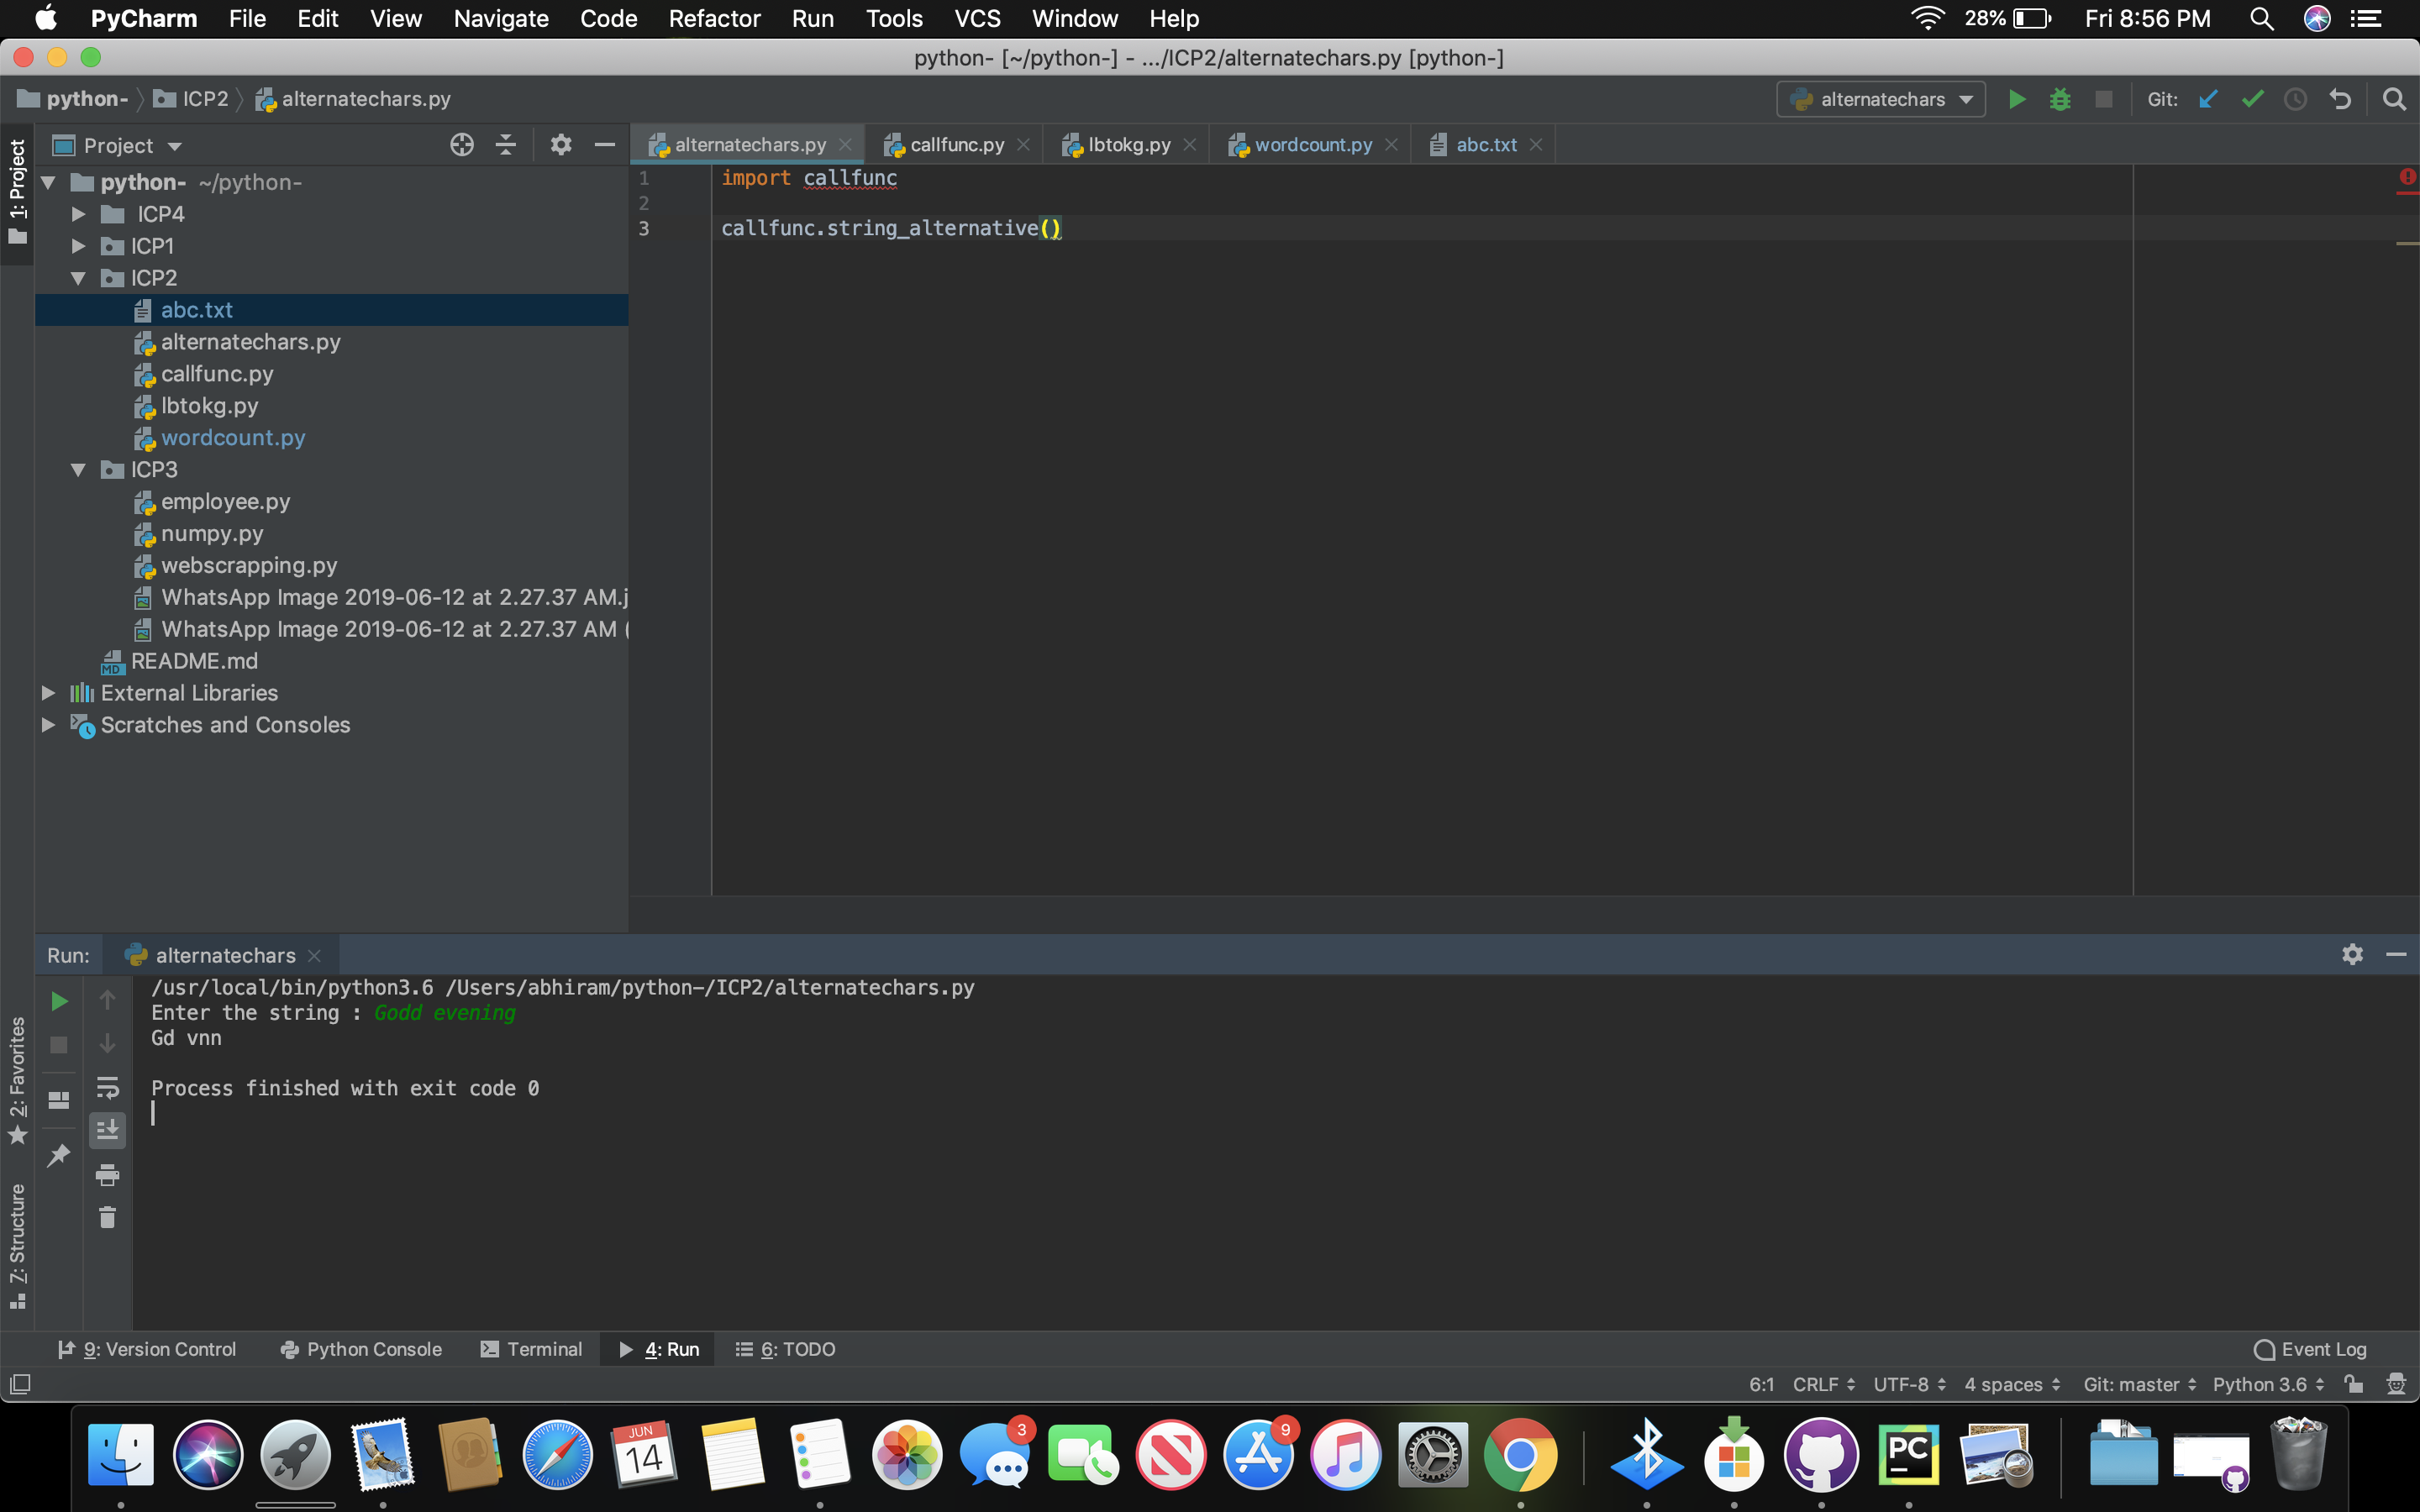 PyCharm File Edit View Navigate Code Refactor Run Tools VCS Window Help 28% Fri 8:56 PM
python- [~/python-] - .../ICP2/alternatechars.py [python-]
python- ICP2 alternatechars.py alternatechars Git:
1: Project
Project
alternatechars.py callfunc.py lbtokg.py wordcount.py abc.txt
python- ~/python-
ICP4
ICP1
ICP2
abc.txt
alternatechars.py
callfunc.py
lbtokg.py
wordcount.py
ICP3
employee.py
numpy.py
webscrapping.py
WhatsApp Image 2019-06-12 at 2.27.37 AM.j
WhatsApp Image 2019-06-12 at 2.27.37 AM (
README.md
External Libraries
Scratches and Consoles
1 import callfunc
2
3 callfunc.string_alternative()
Run: alternatechars
/usr/local/bin/python3.6 /Users/abhiram/python-/ICP2/alternatechars.py
Enter the string : Godd evening
Gd vnn
Process finished with exit code 0
2: Favorites
7: Structure
9: Version Control Python Console Terminal 4: Run 6: TODO Event Log
6:1 CRLF UTF-8 4 spaces Git: master Python 3.6
JUN
14
3
9
PC
MD